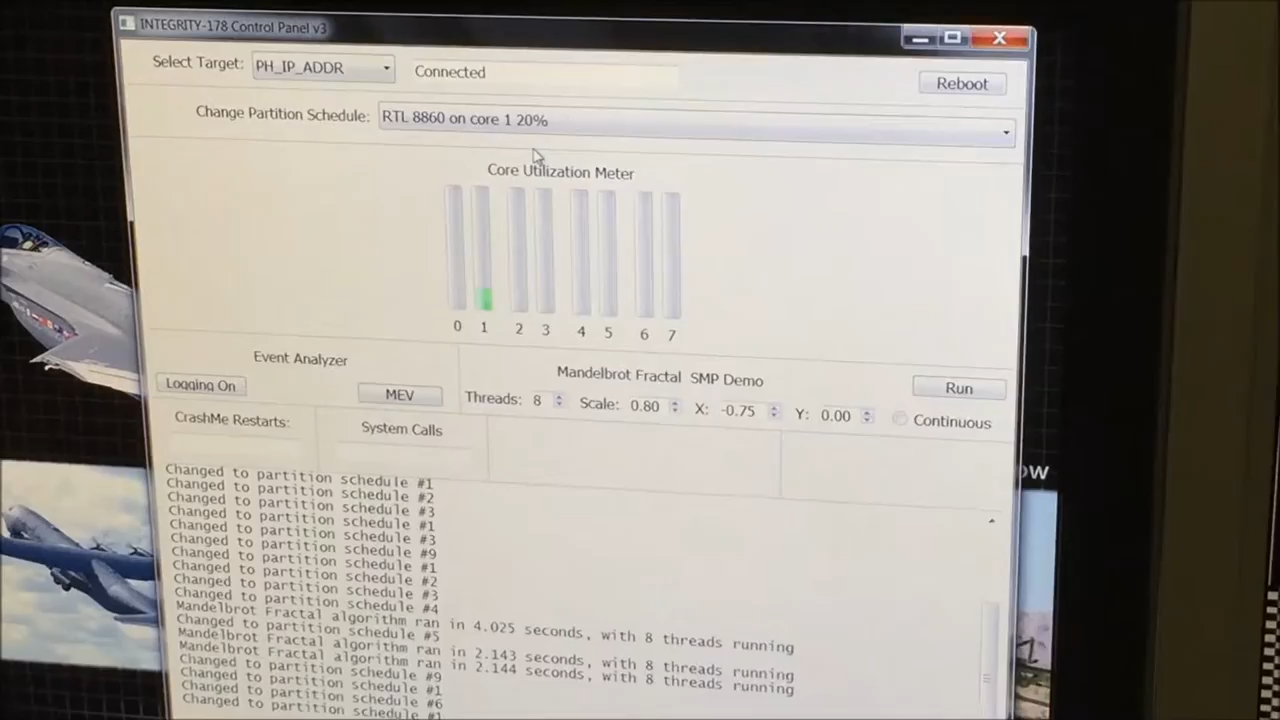 INTEGRITY-178 Control Panel v3
Select Target: PH_IP_ADDR Connected Reboot
Change Partition Schedule: RTL 8860 on core 1 20%
Core Utilization Meter
0 1 2 3 4 5 6 7
Event Analyzer
Logging On MEV
Mandelbrot Fractal SMP Demo Run
Threads: 8 Scale: 0.80 X: -0.75 Y: 0.00 Continuous
CrashMe Restarts: System Calls
Changed to partition schedule #1
Changed to partition schedule #2
Changed to partition schedule #3
Changed to partition schedule #1
Changed to partition schedule #3
Changed to partition schedule #9
Changed to partition schedule #1
Changed to partition schedule #2
Changed to partition schedule #3
Changed to partition schedule #4
Mandelbrot Fractal algorithm ran in 4.025 seconds, with 8 threads running
Changed to partition schedule #5
Mandelbrot Fractal algorithm ran in 2.143 seconds, with 8 threads running
Mandelbrot Fractal algorithm ran in 2.144 seconds, with 8 threads running
Changed to partition schedule #9
Changed to partition schedule #1
Changed to partition schedule #6
Changed to partition schedule #1